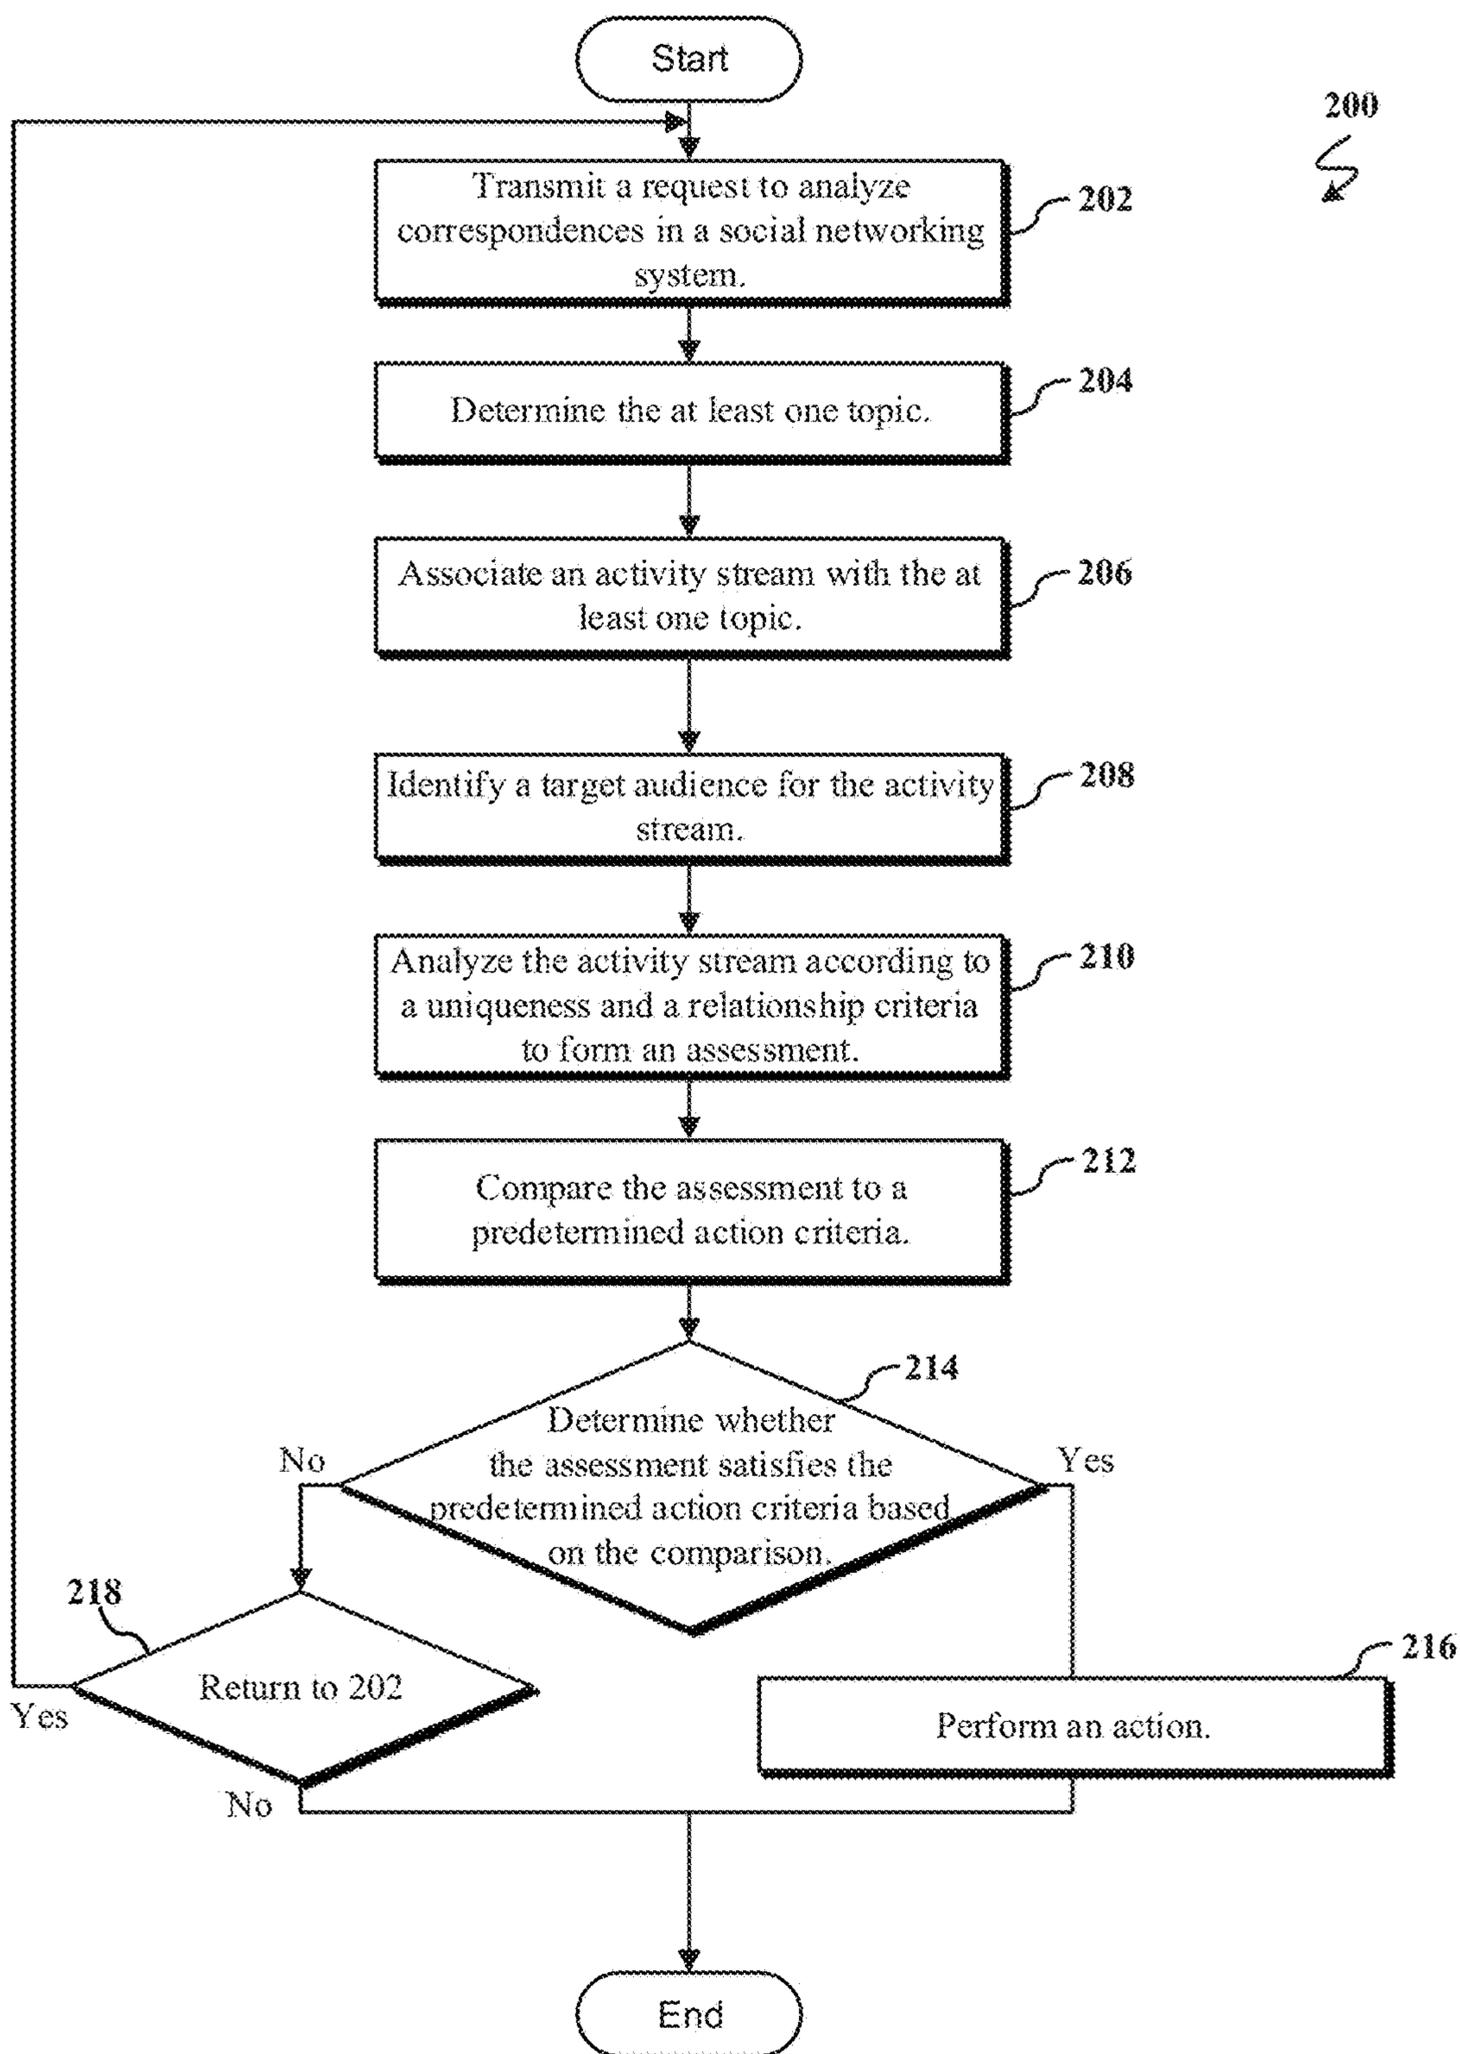 Start
200
Transmit a request to analyze
correspondences in a social networking
system.
202
Determine the at least one topic.
204
Associate an activity stream with the at
least one topic.
206
Identify a target audience for the activity
stream.
208
Analyze the activity stream according to
a uniqueness and a relationship criteria
to form an assessment.
210
Compare the assessment to a
predetermined action criteria.
212
214
Determine whether
the assessment satisfies the
predetermined action criteria based
on the comparison.
No
Yes
218
Return to 202
Yes
No
216
Perform an action.
End